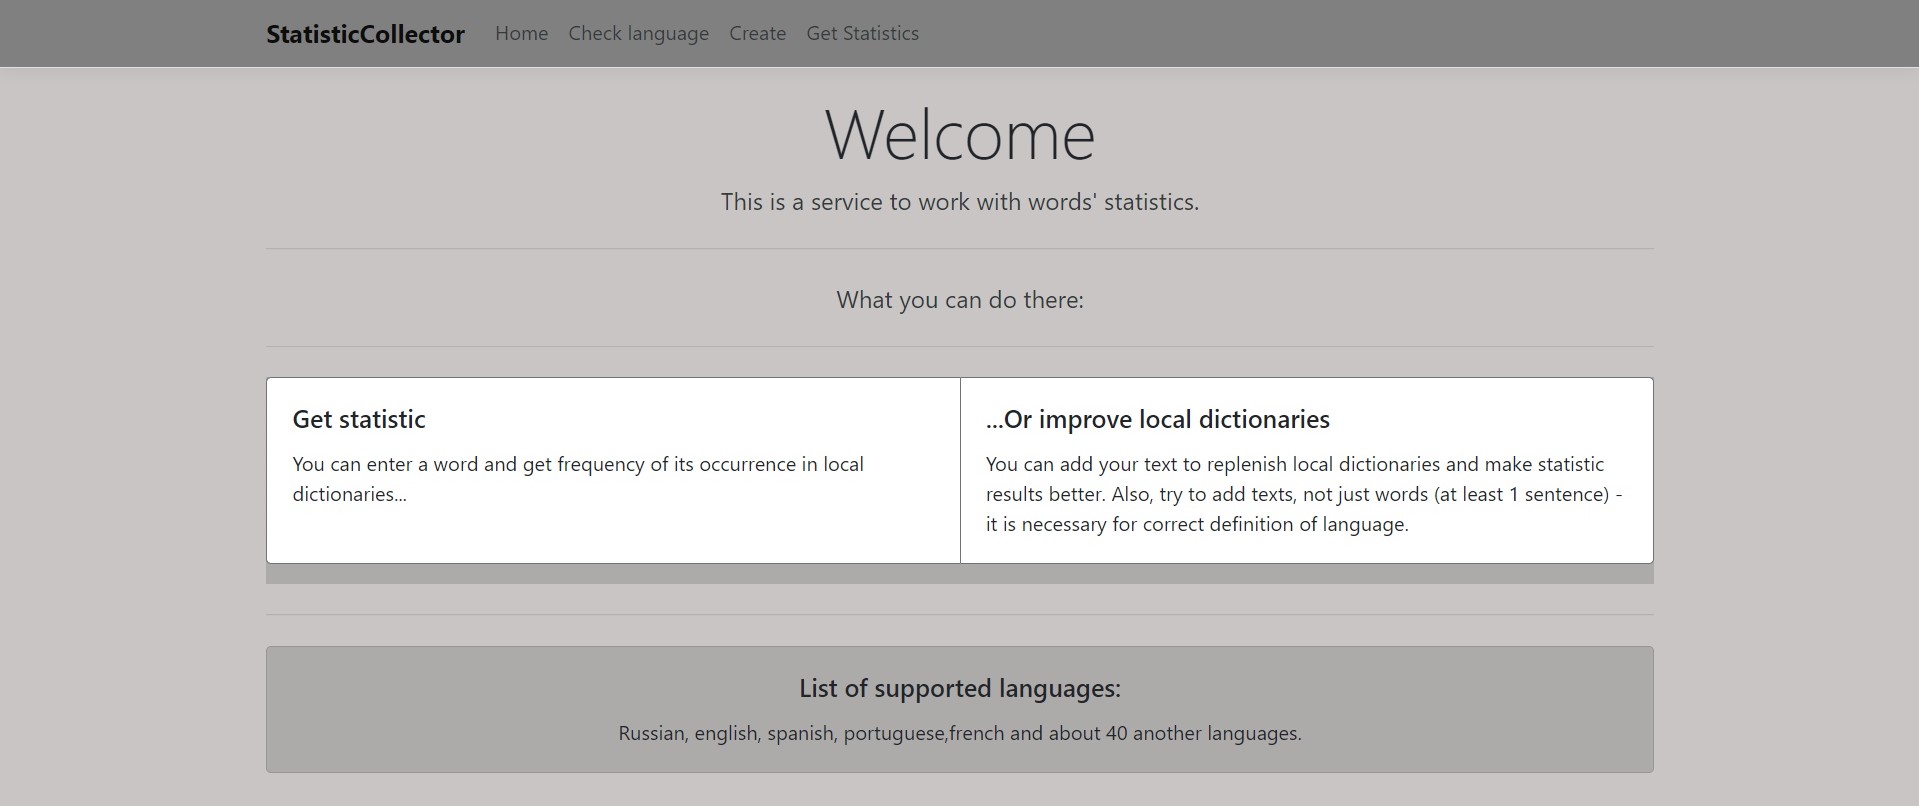 StatisticCollector Home Check language Create Get Statistics
Welcome
This is a service to work with words' statistics.
What you can do there:
Get statistic
You can enter a word and get frequency of its occurrence in local
dictionaries...
...Or improve local dictionaries
You can add your text to replenish local dictionaries and make statistic
results better. Also, try to add texts, not just words (at least 1 sentence) -
it is necessary for correct definition of language.
List of supported languages:
Russian, english, spanish, portuguese,french and about 40 another languages.